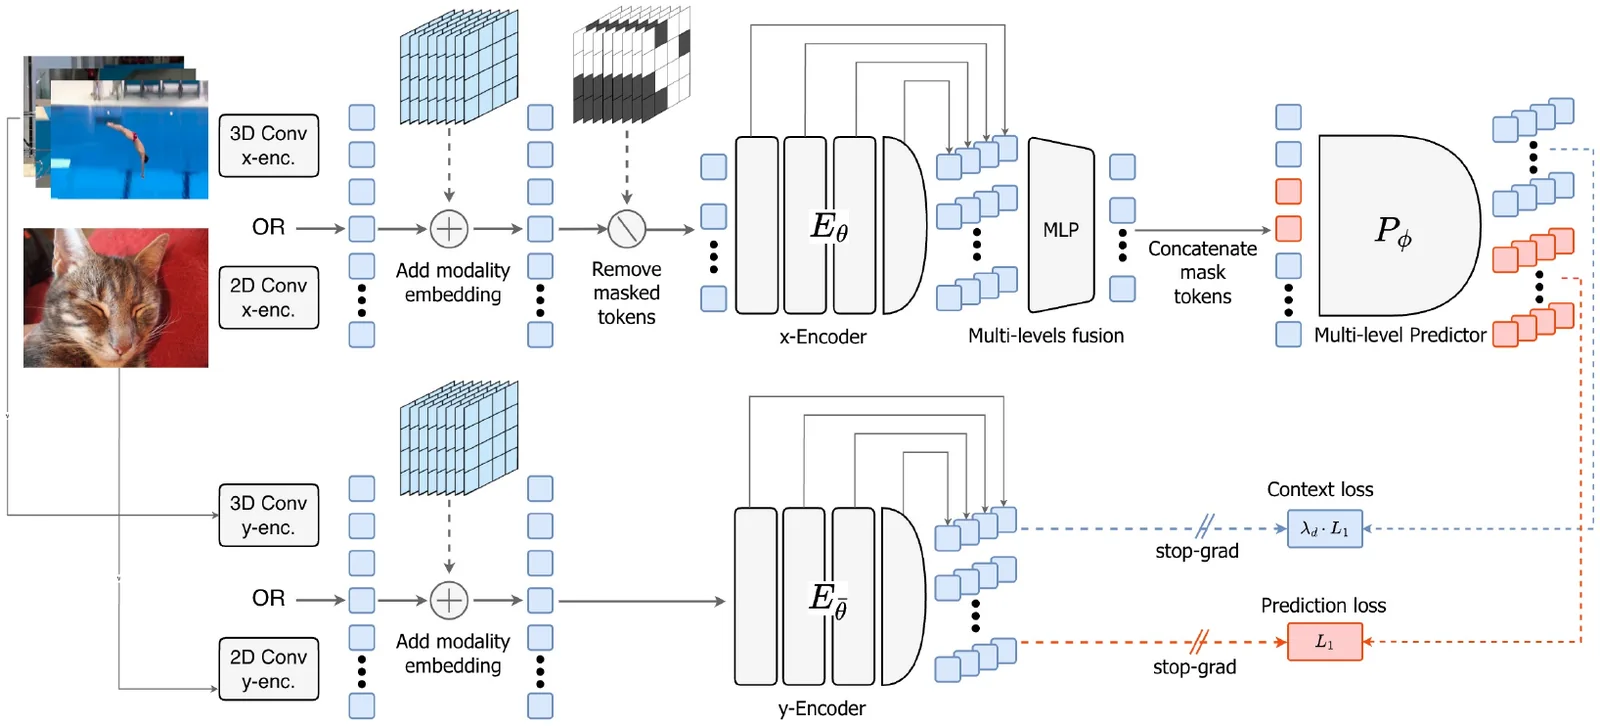 3D Conv
x-enc.
OR
2D Conv
x-enc.
Add modality
embedding
Remove
masked
tokens
E_θ
x-Encoder
MLP
Multi-levels fusion
Concatenate
mask
tokens
P_ϕ
Multi-level Predictor
3D Conv
y-enc.
OR
2D Conv
y-enc.
Add modality
embedding
E_θ̄
y-Encoder
stop-grad
Context loss
λ_d · L_1
stop-grad
Prediction loss
L_1